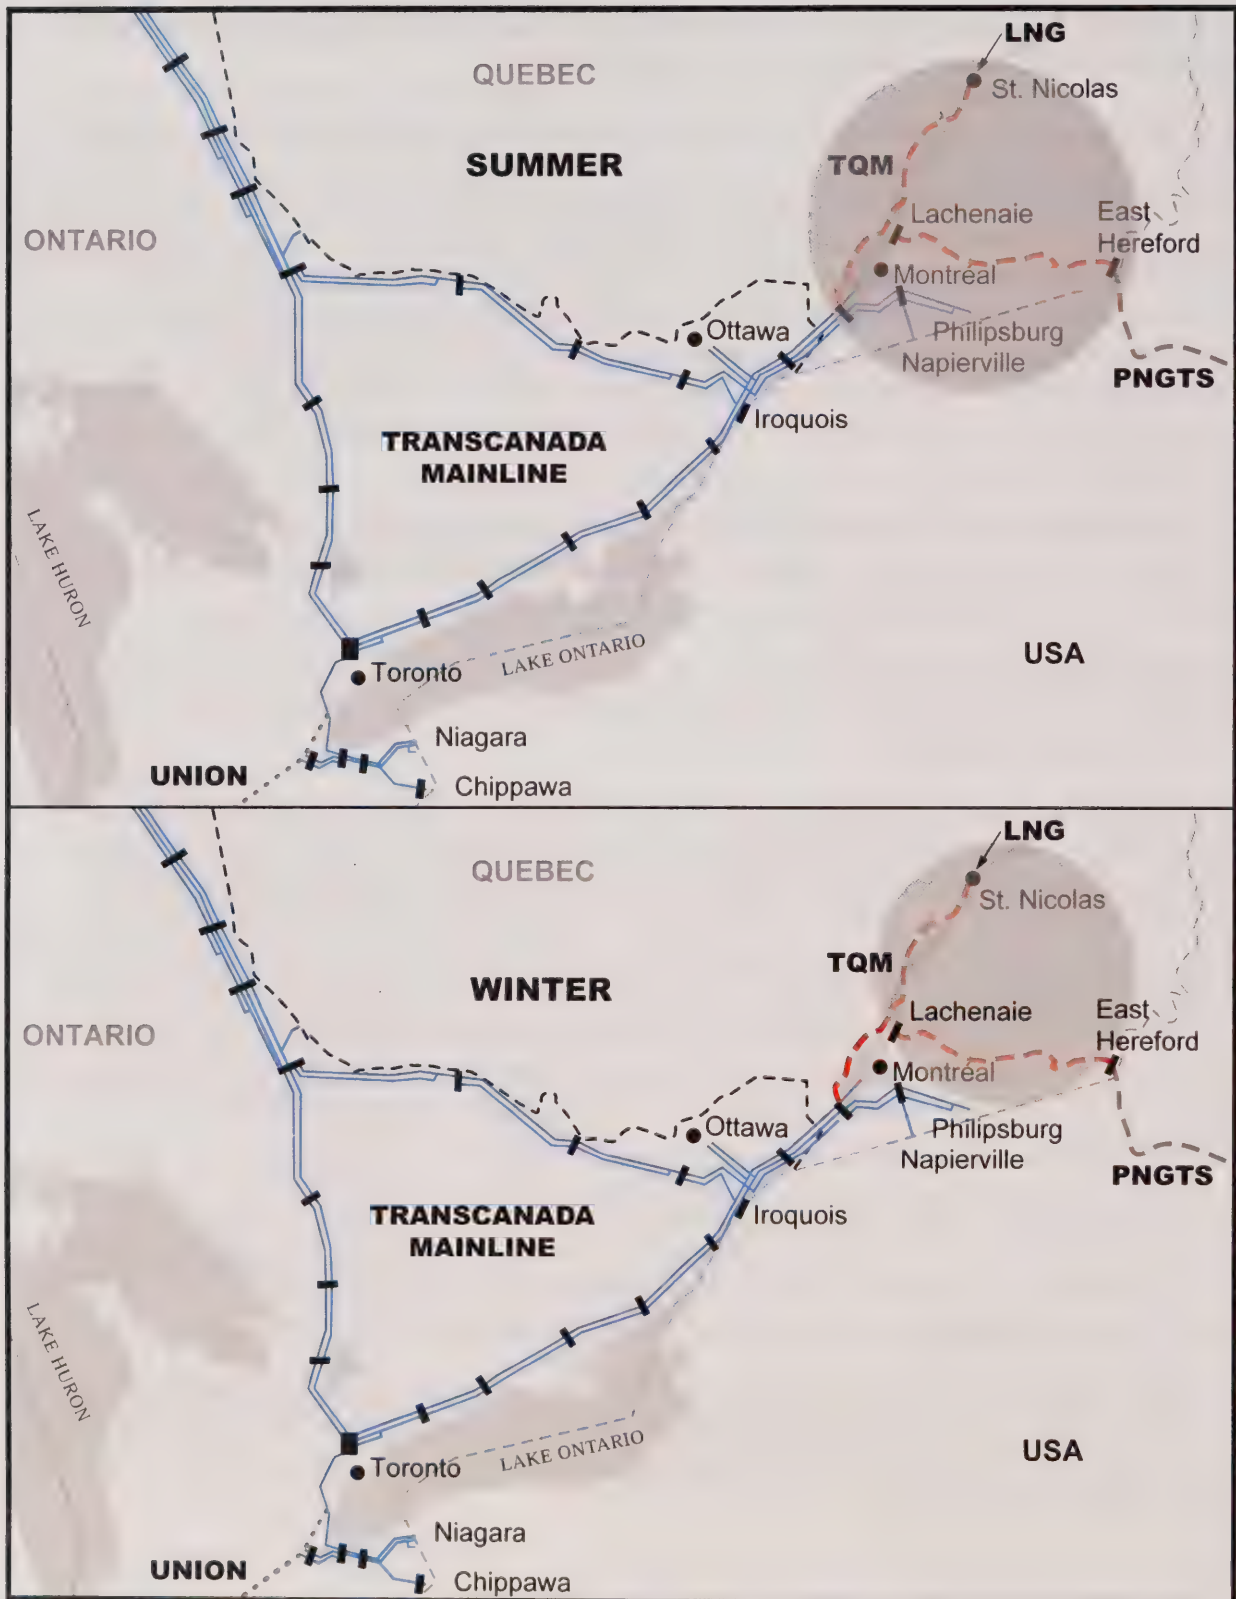 LNG
QUEBEC
St. Nicolas
SUMMER
TQM
Lachenaie
East
Hereford
ONTARIO
Montréal
Ottawa
Philipsburg
Napierville
PNGTS
Iroquois
TRANSCANADA
MAINLINE
LAKE HURON
LAKE ONTARIO
USA
Toronto
Niagara
UNION
Chippawa
LNG
QUEBEC
St. Nicolas
TQM
WINTER
Lachenaie
East
Hereford
ONTARIO
Montréal
Ottawa
Philipsburg
Napierville
PNGTS
Iroquois
TRANSCANADA
MAINLINE
LAKE HURON
LAKE ONTARIO
USA
Toronto
Niagara
UNION
Chippawa